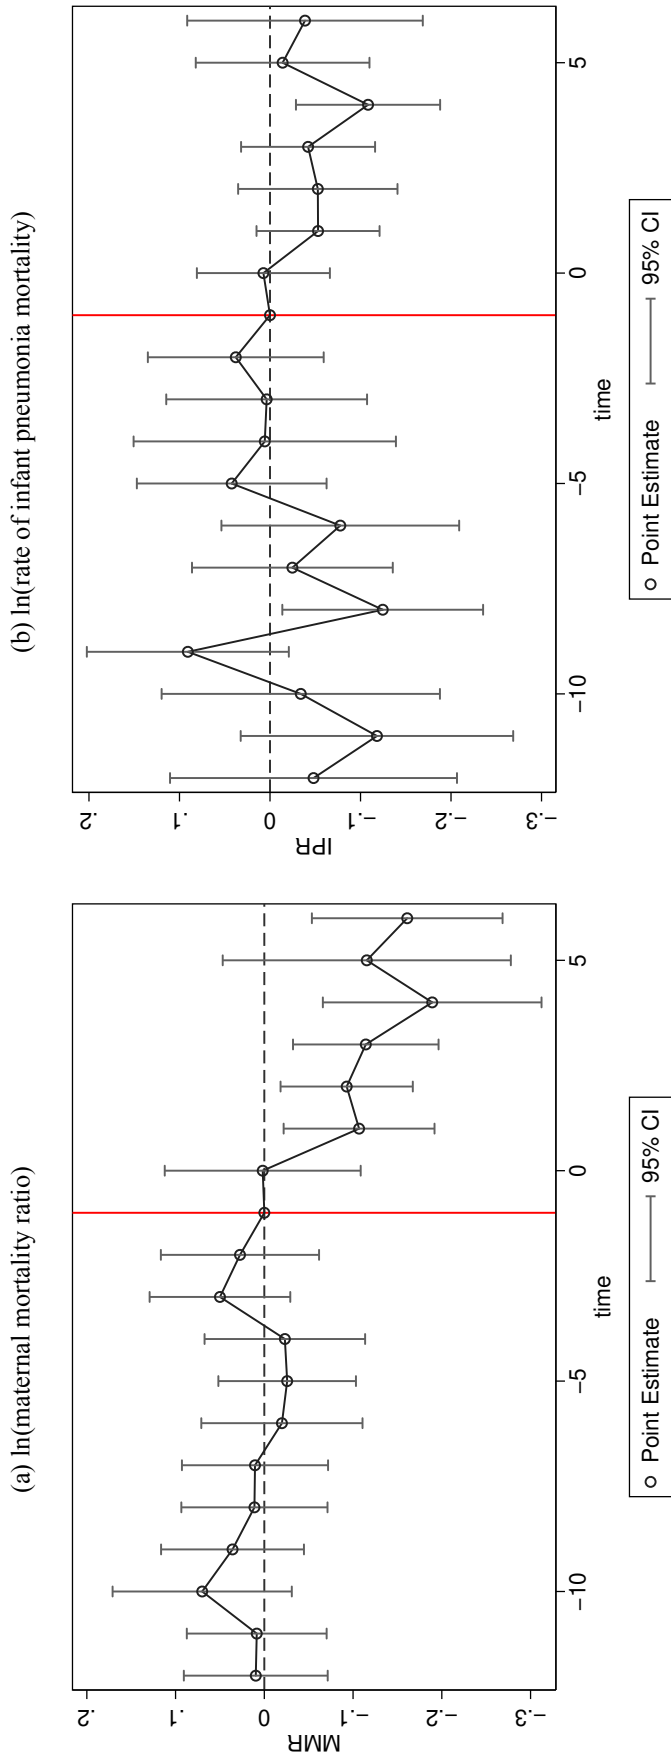 (a) ln(maternal mortality ratio)
MMR
.2
.1
0
-.1
-.2
-.3
-10
-5
0
5
time
Point Estimate
95% CI
(b) ln(rate of infant pneumonia mortality)
IPR
.2
.1
0
-.1
-.2
-.3
-10
-5
0
5
time
Point Estimate
95% CI